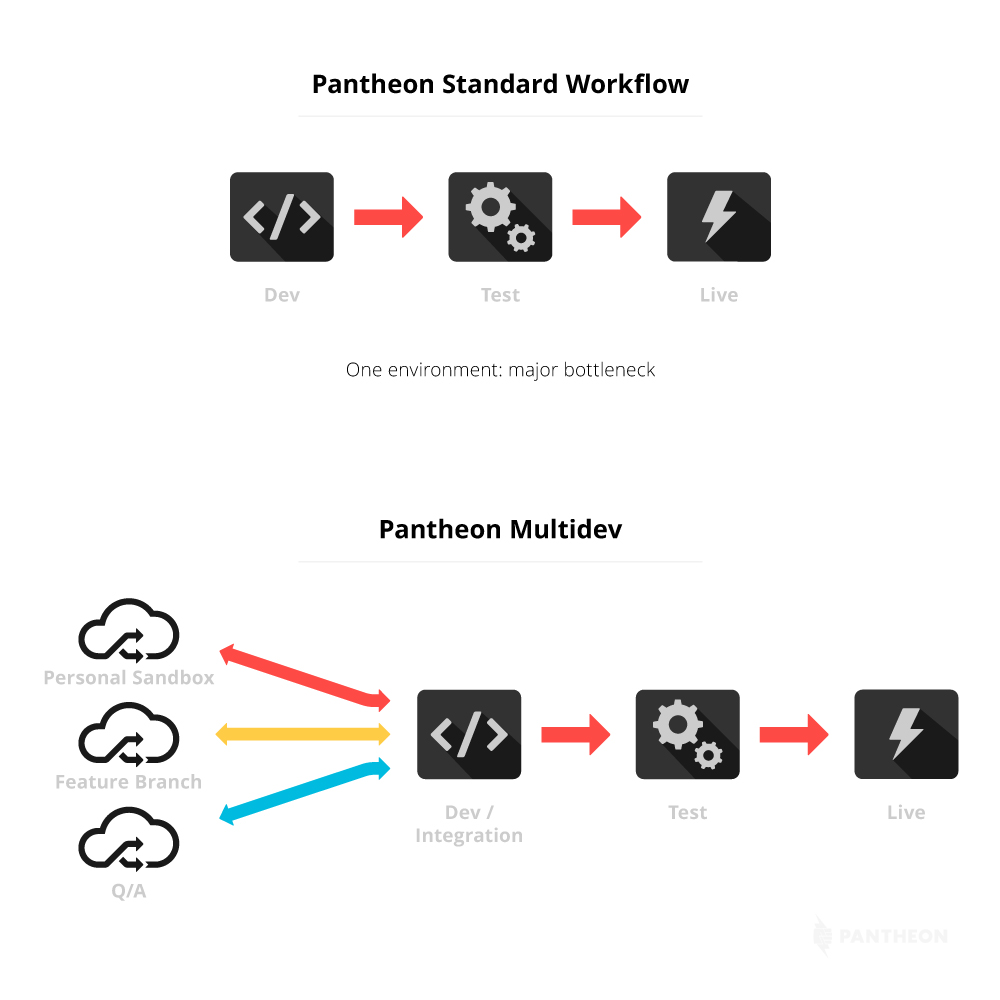 Pantheon Standard Workflow
Dev
Test
Live
One environment: major bottleneck
Pantheon Multidev
Personal Sandbox
Feature Branch
Q/A
Dev /
Integration
Test
Live
PANTHEON